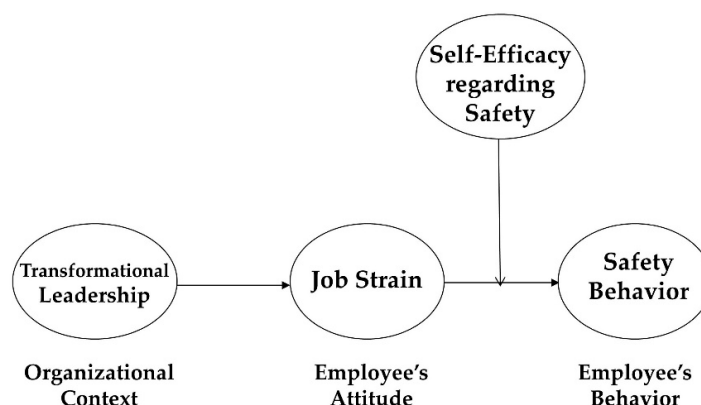 Self-Efficacy
regarding
Safety
Transformational
Leadership
Job Strain
Safety
Behavior
Organizational
Context
Employee's
Attitude
Employee's
Behavior